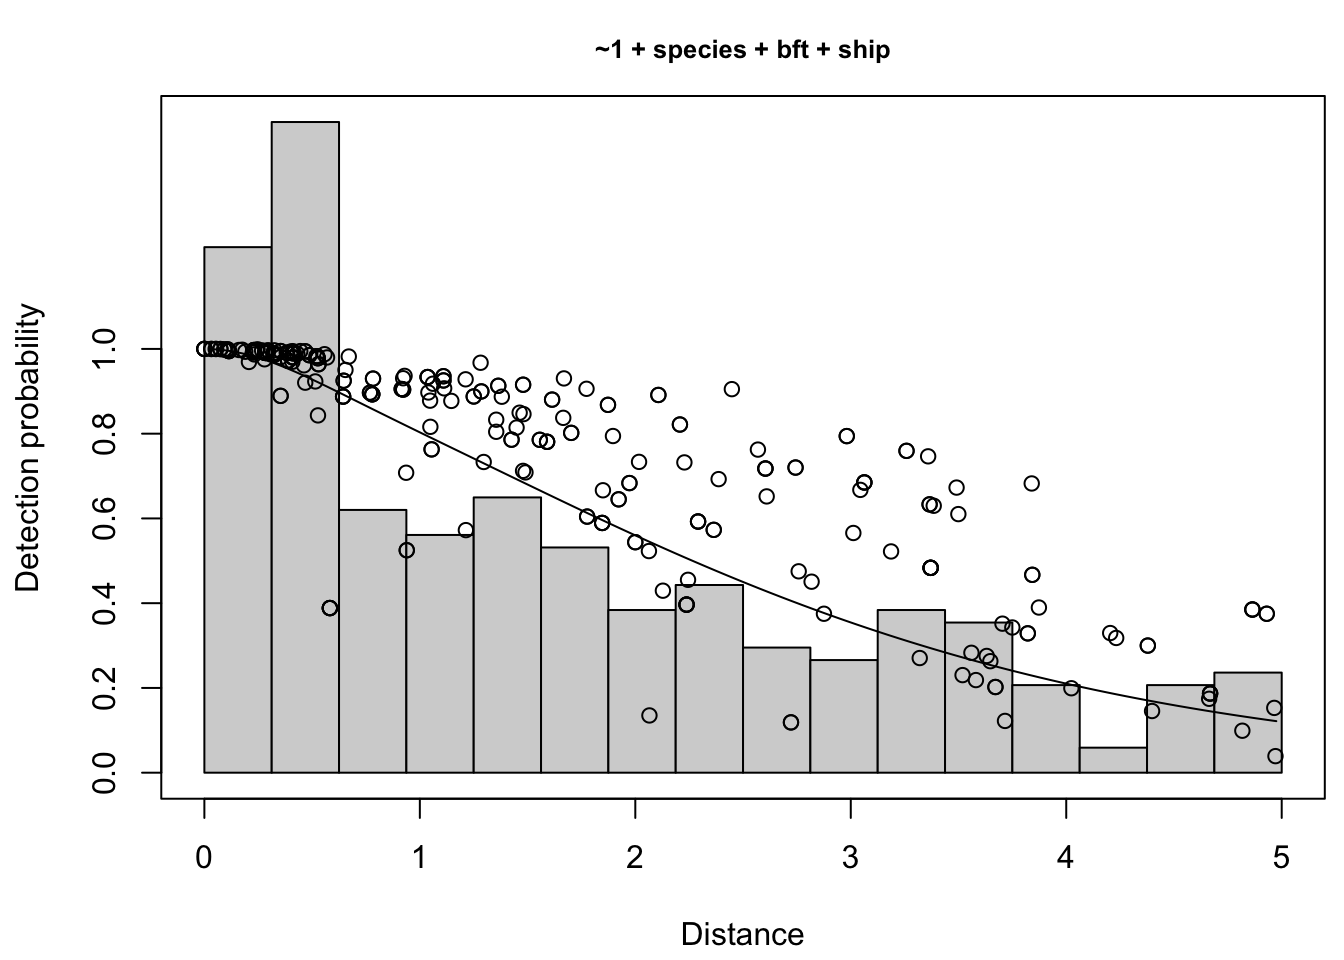 ~1 + species + bft + ship
Detection probability
1.0
0.8
0.6
0.4
0.2
0.0
0 1 2 3 4 5
Distance